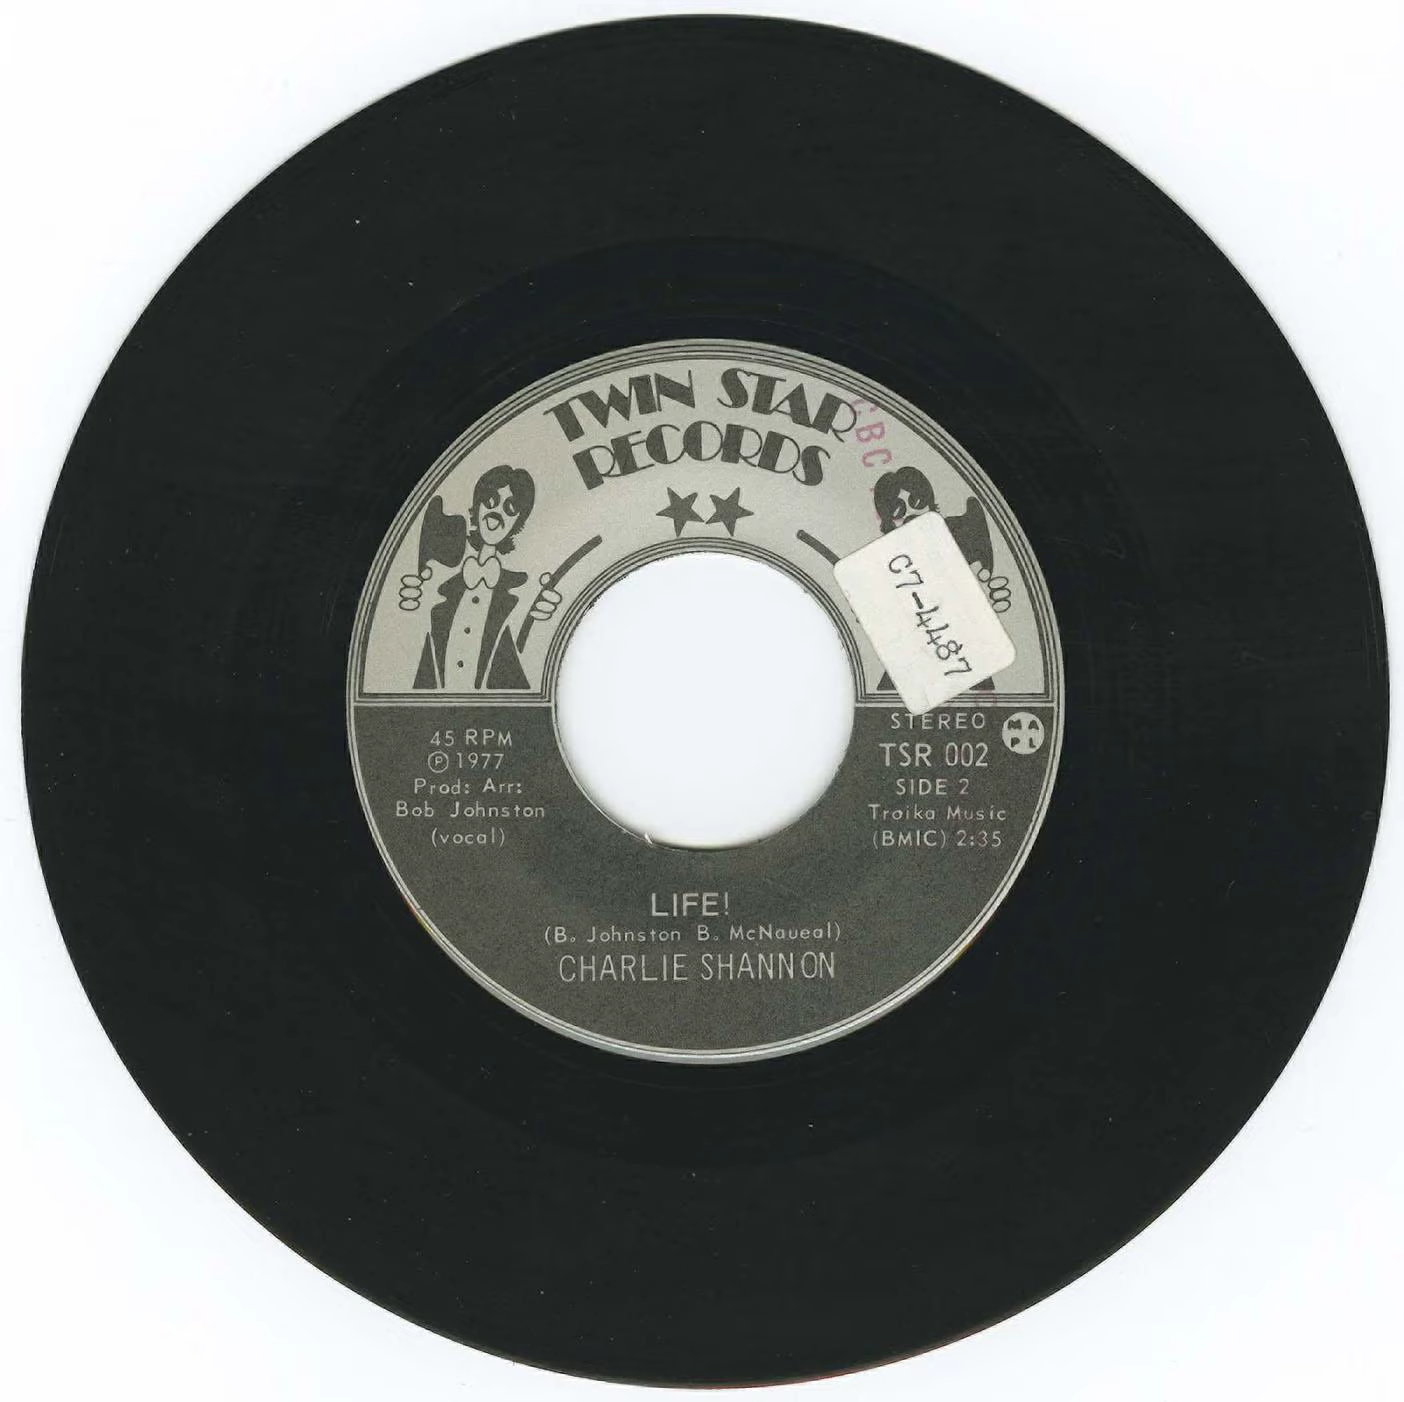 TWIN STAR
RECORDS
CBC
C7-4487
45 RPM
℗ 1977
Prod: Arr:
Bob Johnston
(vocal)
STEREO
MAPL
TSR 002
SIDE 2
Troika Music
(BMIC) 2:35
LIFE!
(B. Johnston B. McNaueal)
CHARLIE SHANNON